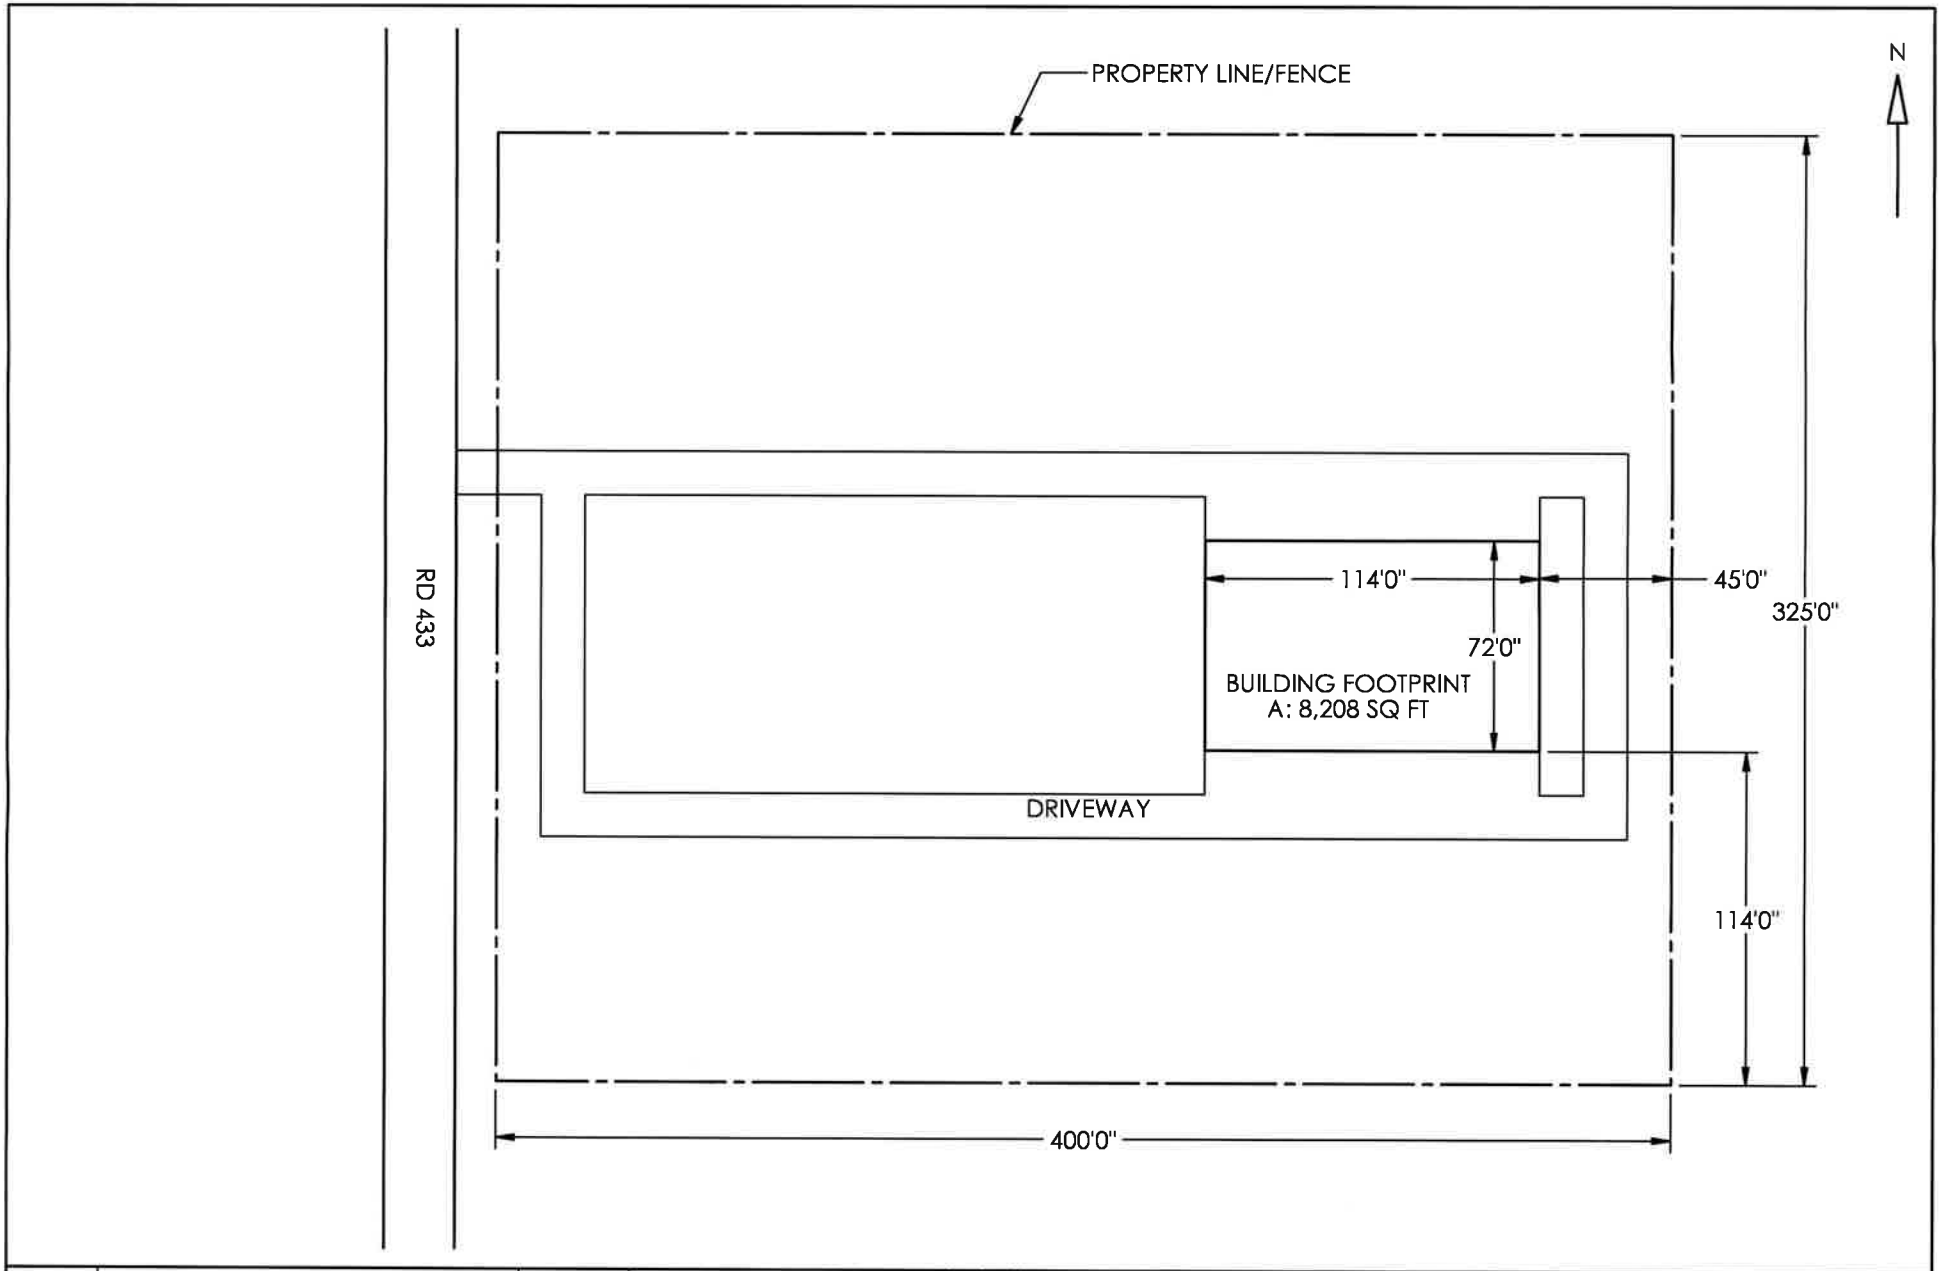 N
PROPERTY LINE/FENCE
RD 433
114'0"
45'0"
325'0"
72'0"
BUILDING FOOTPRINT
A: 8,208 SQ FT
DRIVEWAY
114'0"
400'0"